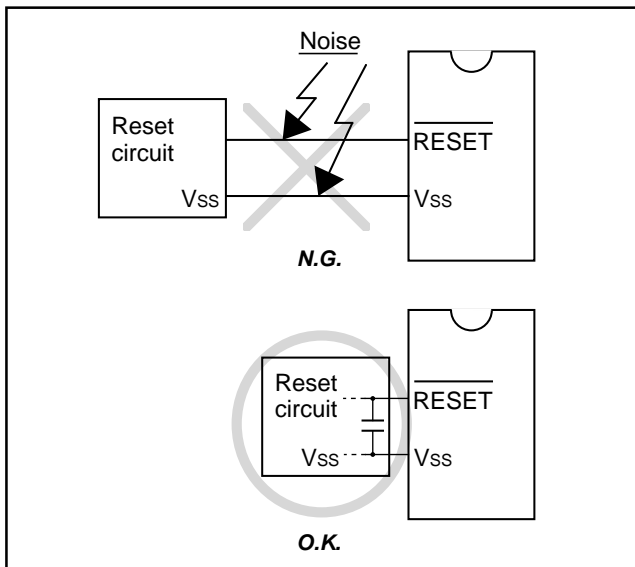 Noise
Reset
circuit
RESET
VSS
VSS
N.G.
Reset
circuit
RESET
VSS
VSS
O.K.